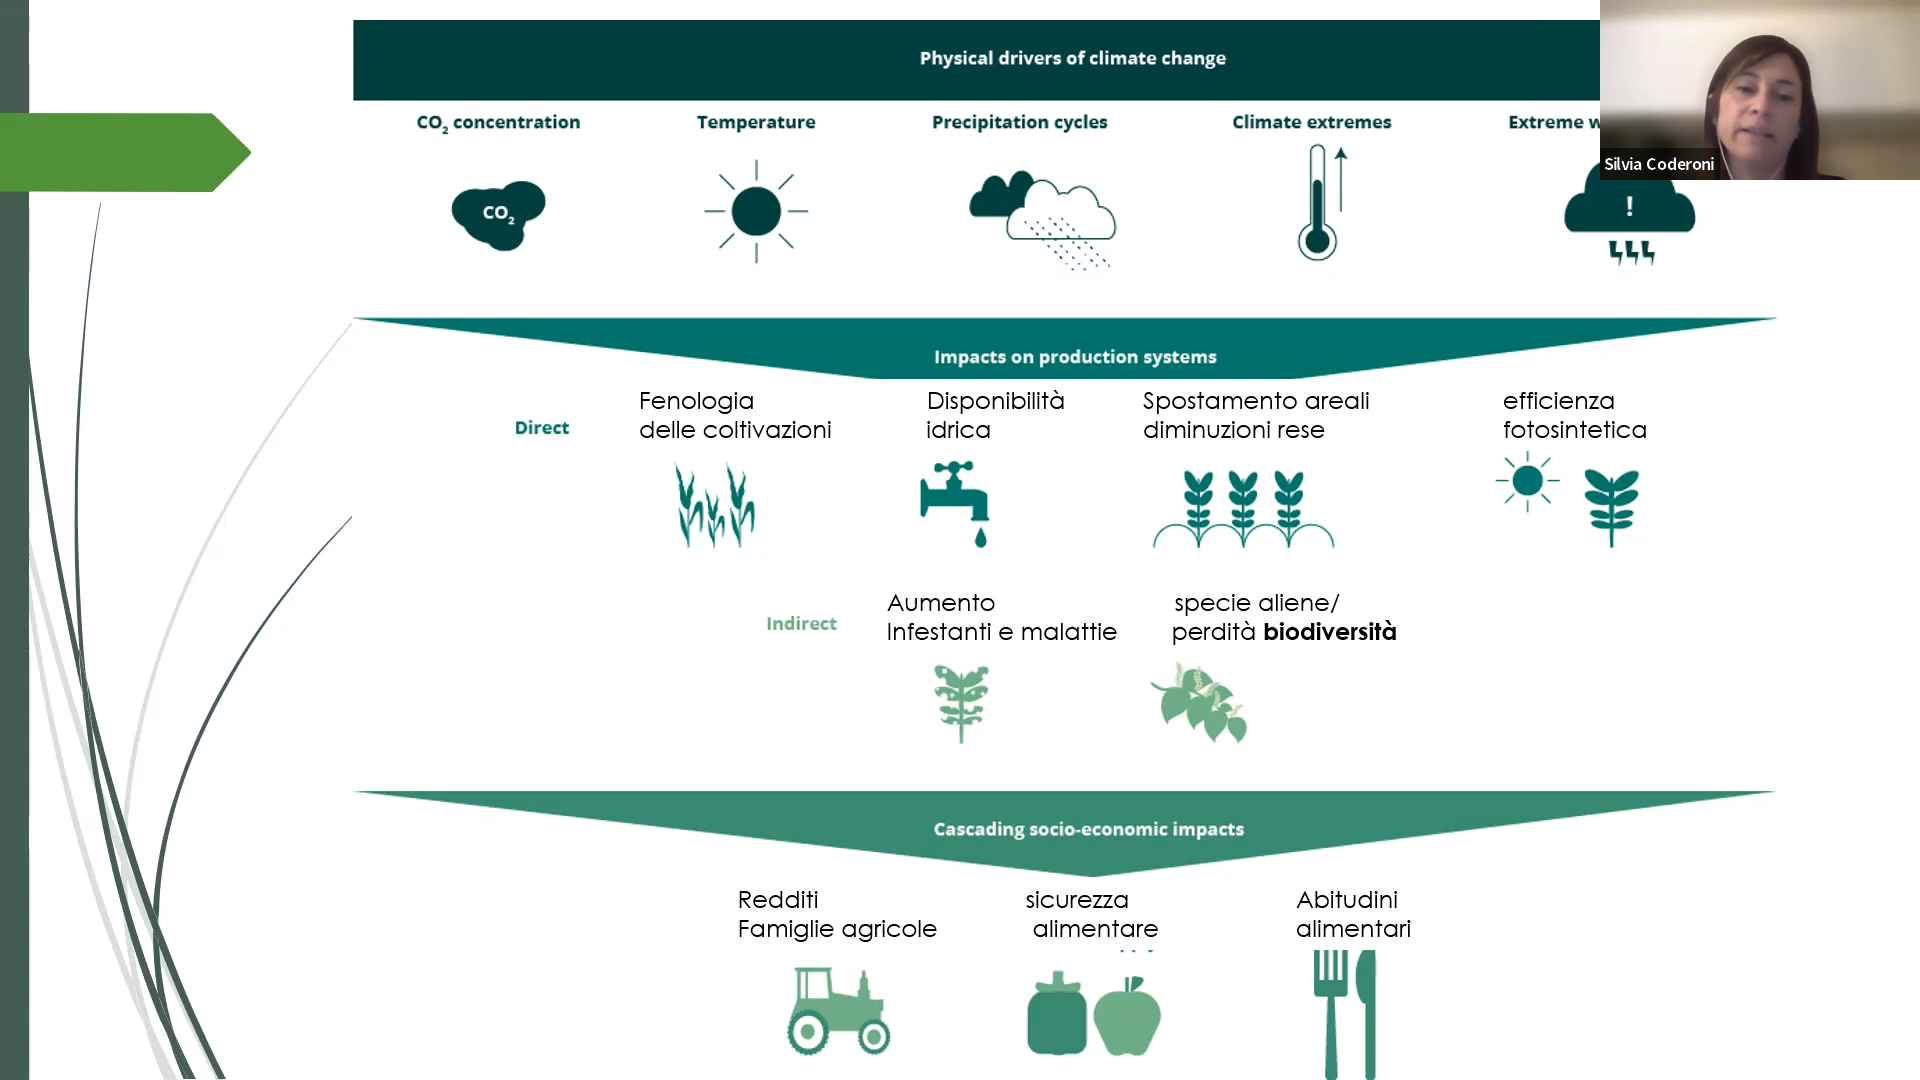 Physical drivers of climate change
CO2 concentration
Temperature
Precipitation cycles
Climate extremes
Extreme
Silvia Coderoni
CO2
!
Impacts on production systems
Direct
Fenologia
delle coltivazioni
Disponibilità
idrica
Spostamento areali
diminuzioni rese
efficienza
fotosintetica
Indirect
Aumento
Infestanti e malattie
specie aliene/
perdità biodiversità
Cascading socio-economic impacts
Redditi
Famiglie agricole
sicurezza
alimentare
Abitudini
alimentari